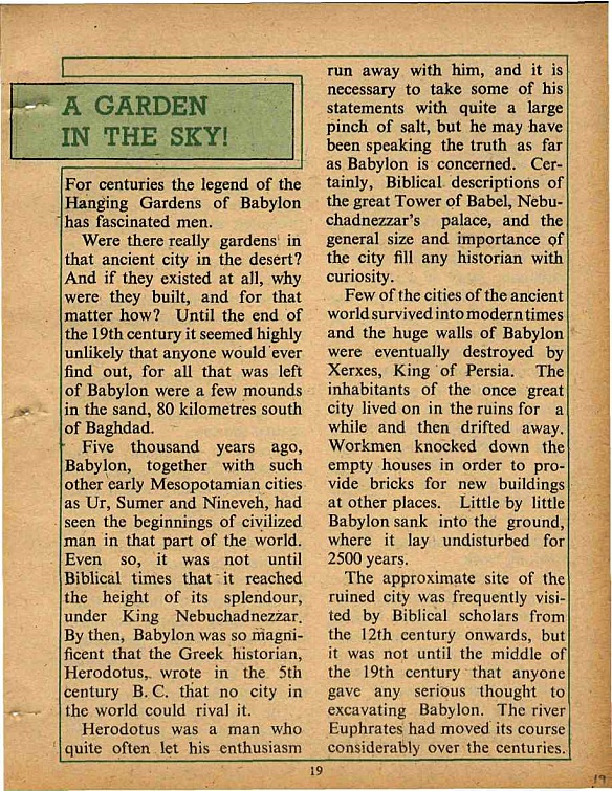 A GARDEN
IN THE SKY!
For centuries the legend of the
Hanging Gardens of Babylon
has fascinated men.
Were there really gardens in
that ancient city in the desert?
And if they existed at all, why
were they built, and for that
matter how? Until the end of
the 19th century it seemed highly
unlikely that anyone would ever
find out, for all that was left
of Babylon were a few mounds
in the sand, 80 kilometres south
of Baghdad.
Five thousand years ago,
Babylon, together with such
other early Mesopotamian cities
as Ur, Sumer and Nineveh, had
seen the beginnings of civilized
man in that part of the world.
Even so, it was not until
Biblical times that it reached
the height of its splendour,
under King Nebuchadnezzar.
By then, Babylon was so magni-
ficent that the Greek historian,
Herodotus, wrote in the 5th
century B.C. that no city in
the world could rival it.
Herodotus was a man who
quite often let his enthusiasm
run away with him, and it is
necessary to take some of his
statements with quite a large
pinch of salt, but he may have
been speaking the truth as far
as Babylon is concerned. Cer-
tainly, Biblical descriptions of
the great Tower of Babel, Nebu-
chadnezzar's palace, and the
general size and importance of
the city fill any historian with
curiosity.
Few of the cities of the ancient
world survived into modern times
and the huge walls of Babylon
were eventually destroyed by
Xerxes, King of Persia. The
inhabitants of the once great
city lived on in the ruins for a
while and then drifted away.
Workmen knocked down the
empty houses in order to pro-
vide bricks for new buildings
at other places. Little by little
Babylon sank into the ground,
where it lay undisturbed for
2500 years.
The approximate site of the
ruined city was frequently visi-
ted by Biblical scholars from
the 12th century onwards, but
it was not until the middle of
the 19th century that anyone
gave any serious thought to
excavating Babylon. The river
Euphrates had moved its course
considerably over the centuries.
19
19